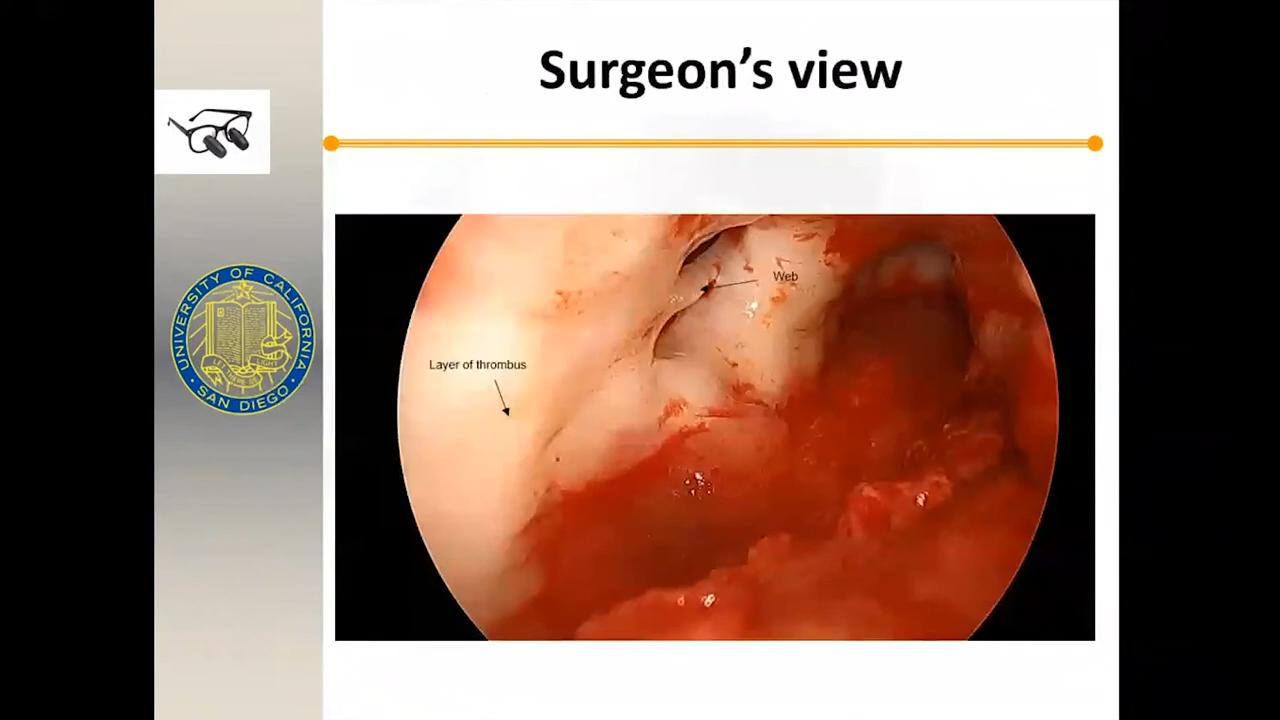 Surgeon’s view
Web
Layer of thrombus
UNIVERSITY OF CALIFORNIA
SAN DIEGO